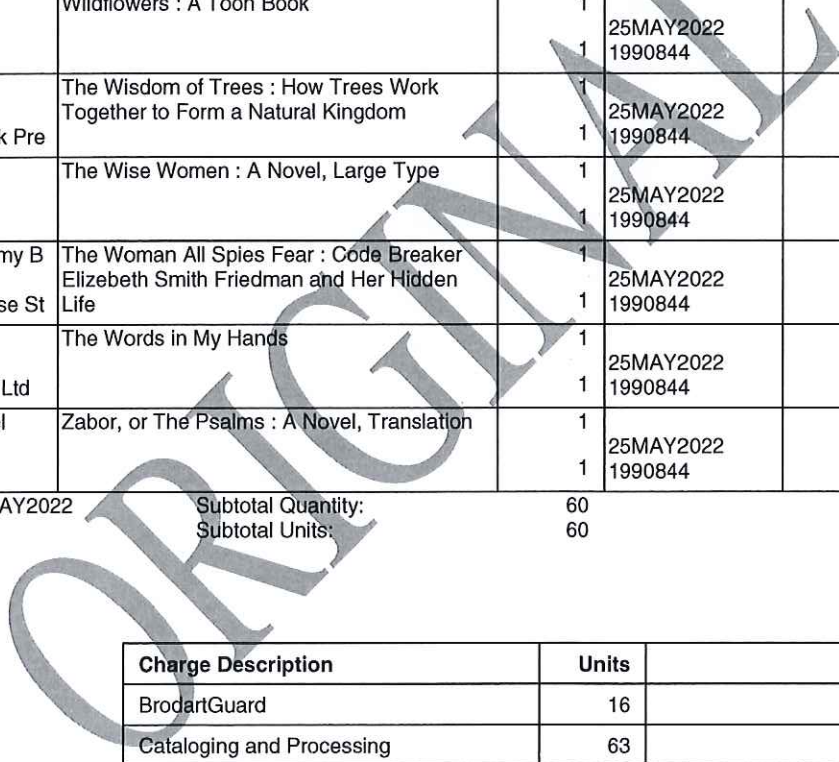 Wildflowers : A Toon Book 1
25MAY2022
1 1990844
The Wisdom of Trees : How Trees Work 1
Together to Form a Natural Kingdom 25MAY2022
k Pre 1 1990844
The Wise Women : A Novel, Large Type 1
25MAY2022
1 1990844
my B The Woman All Spies Fear : Code Breaker 1
Elizebeth Smith Friedman and Her Hidden 25MAY2022
se St Life 1 1990844
The Words in My Hands 1
25MAY2022
Ltd 1 1990844
el Zabor, or The Psalms : A Novel, Translation 1
25MAY2022
1 1990844
AY2022 Subtotal Quantity: 60
Subtotal Units: 60
ORIGINAL
Charge Description Units
BrodartGuard 16
Cataloging and Processing 63